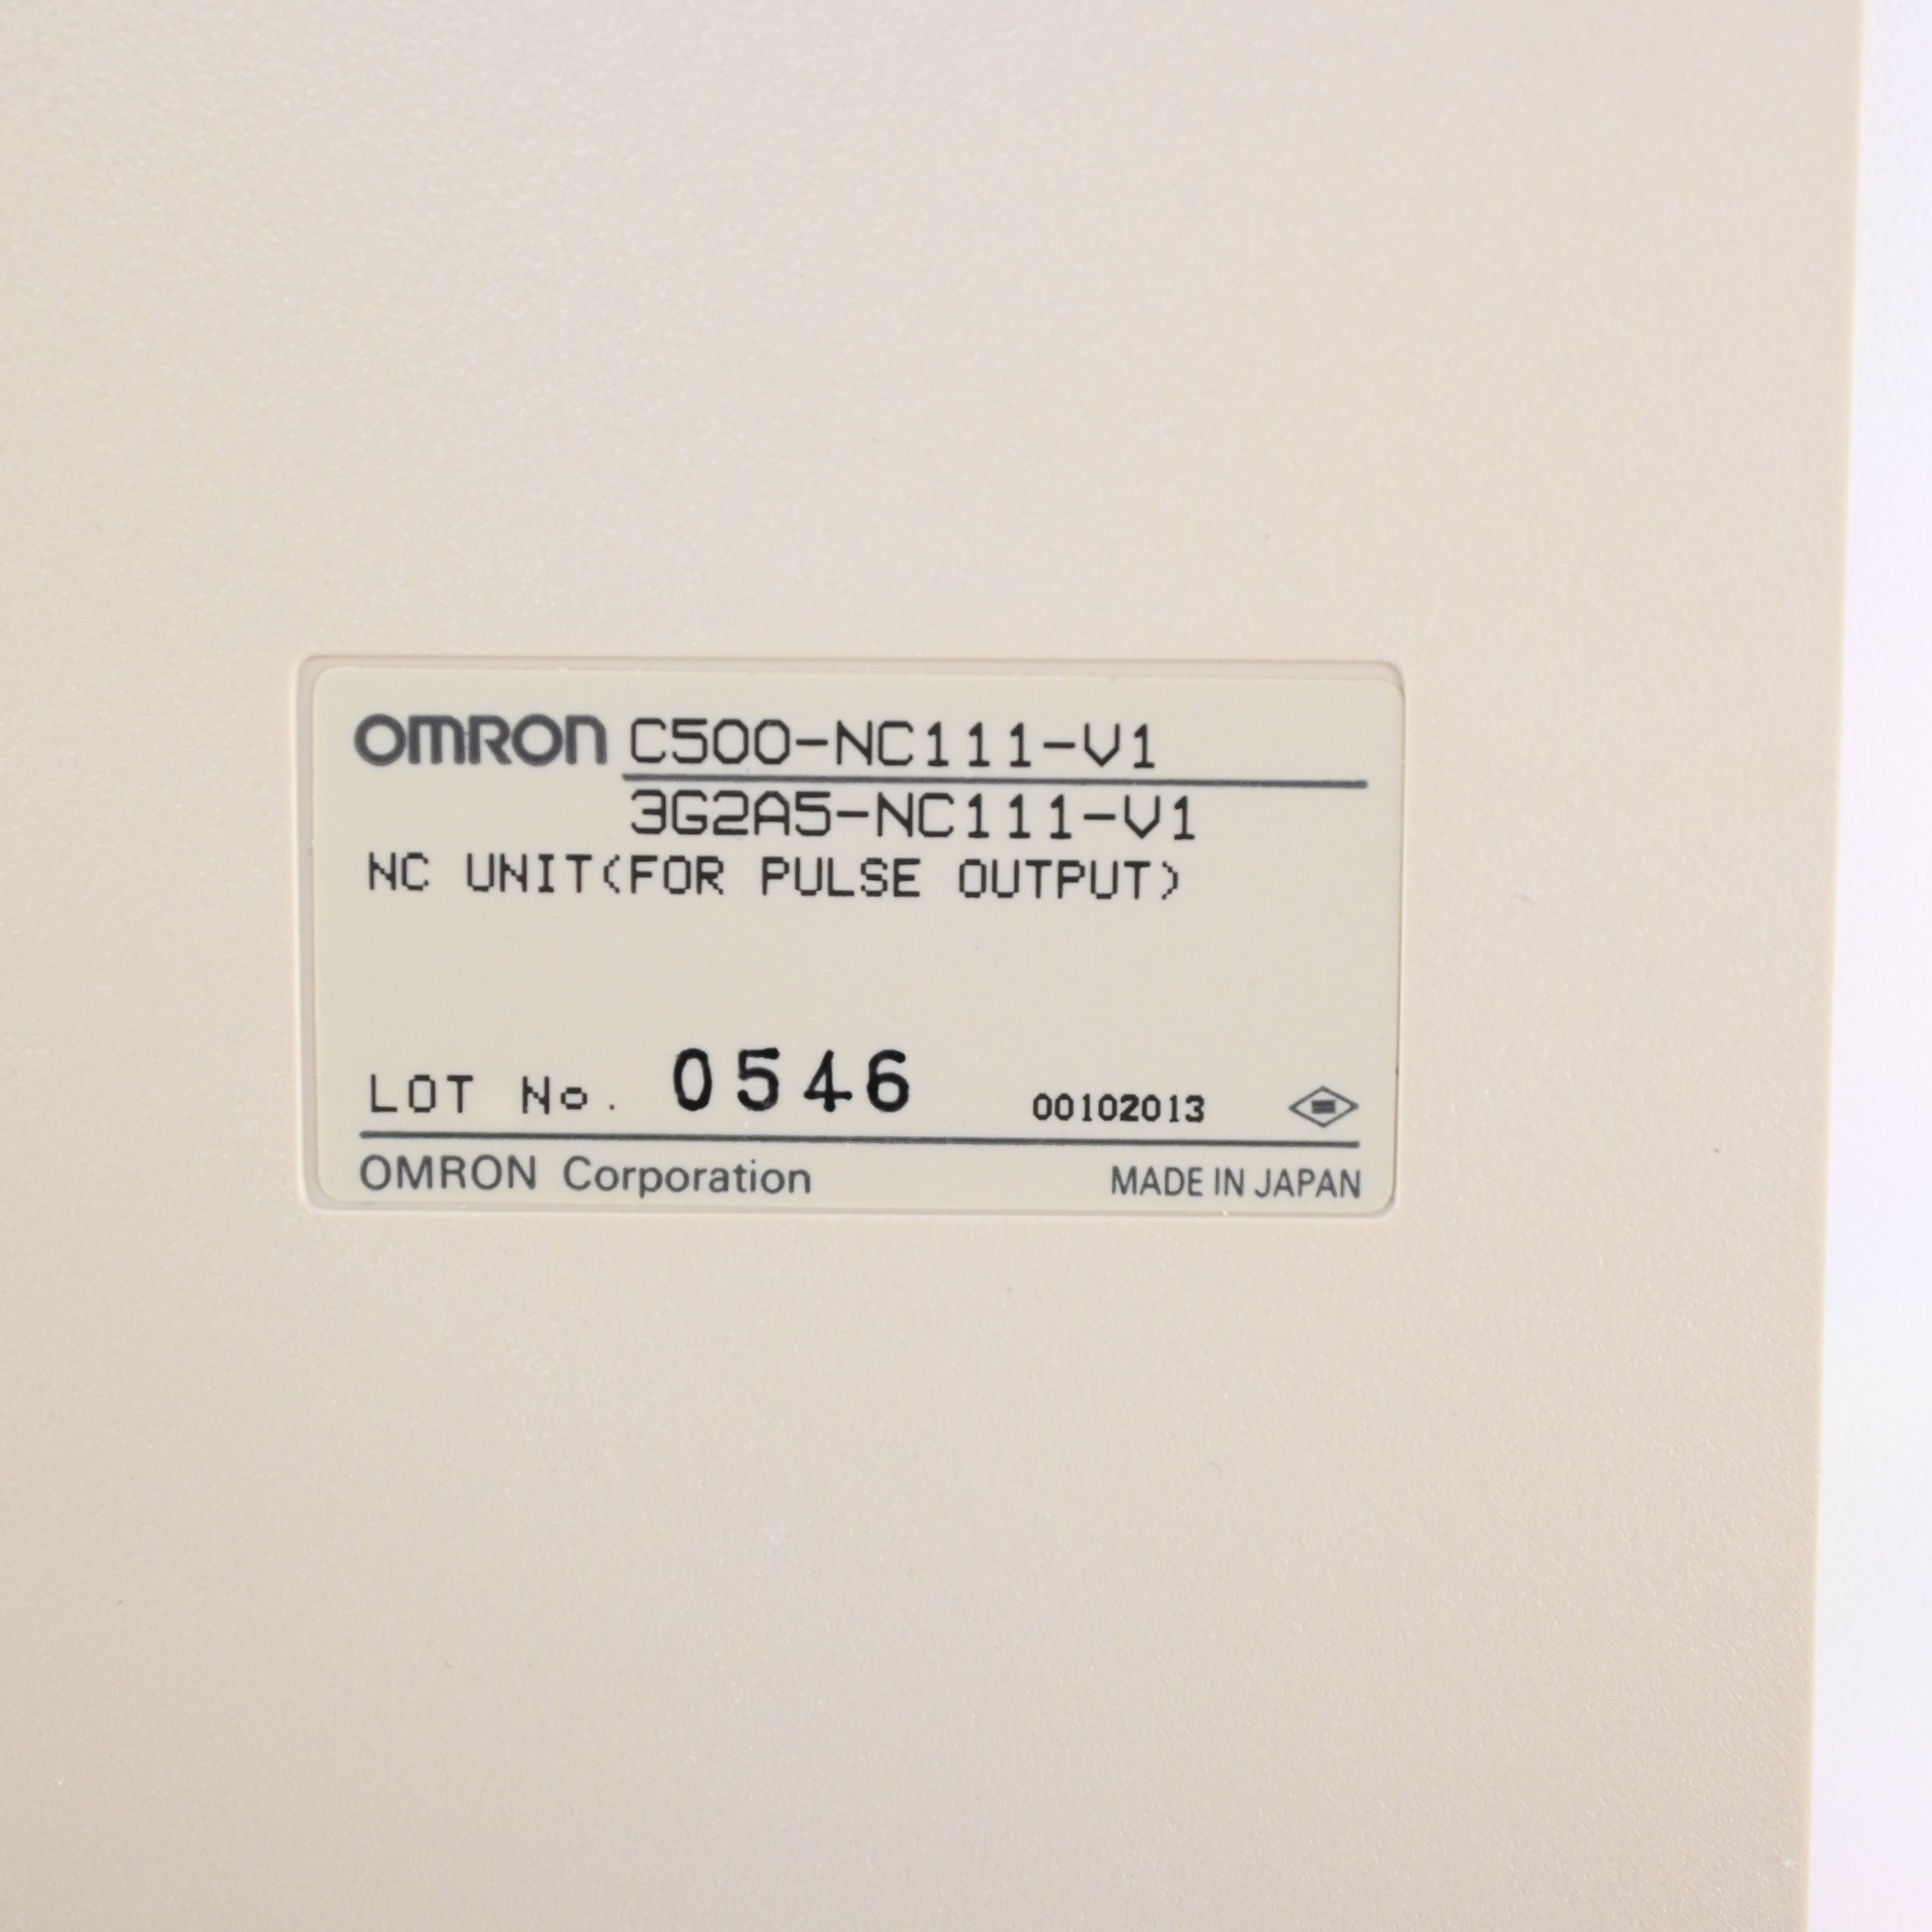 OMRON C500-NC111-V1
3G2A5-NC111-V1
NC UNIT(FOR PULSE OUTPUT)
LOT No. 0546 00102013
OMRON Corporation MADE IN JAPAN